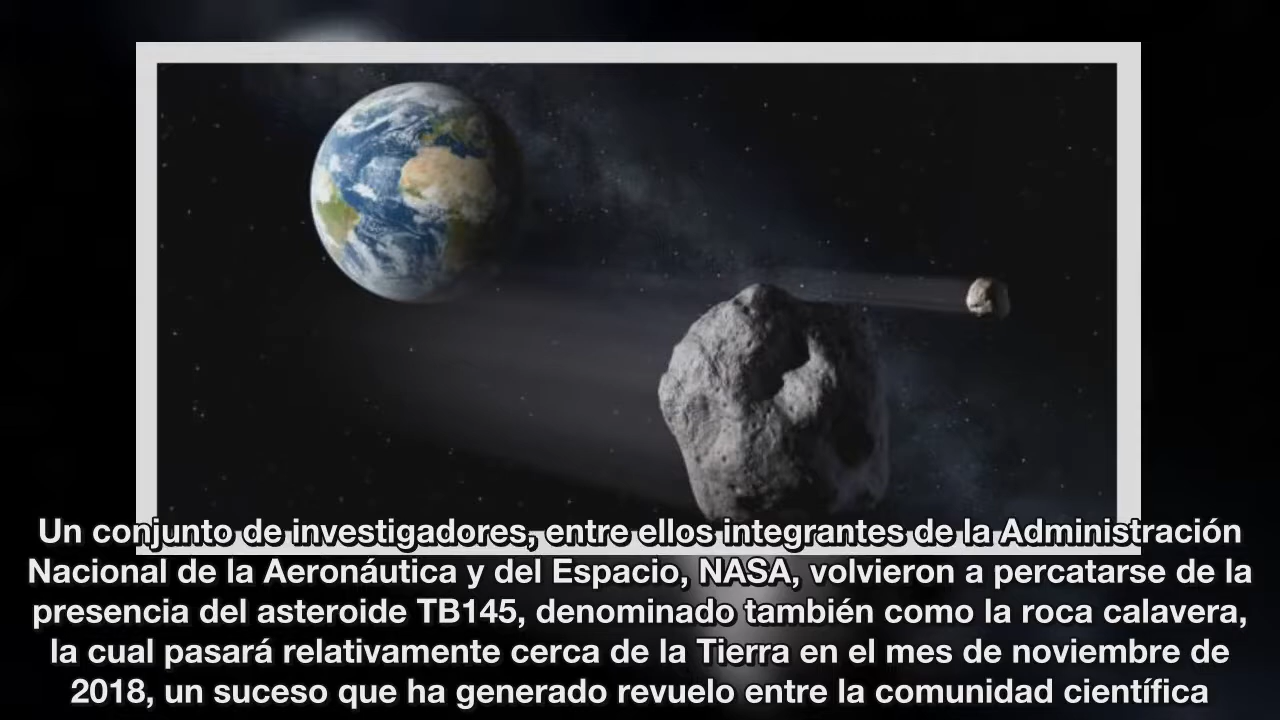 Un conjunto de investigadores, entre ellos integrantes de la Administración
Nacional de la Aeronáutica y del Espacio, NASA, volvieron a percatarse de la
presencia del asteroide TB145, denominado también como la roca calavera,
la cual pasará relativamente cerca de la Tierra en el mes de noviembre de
2018, un suceso que ha generado revuelo entre la comunidad científica